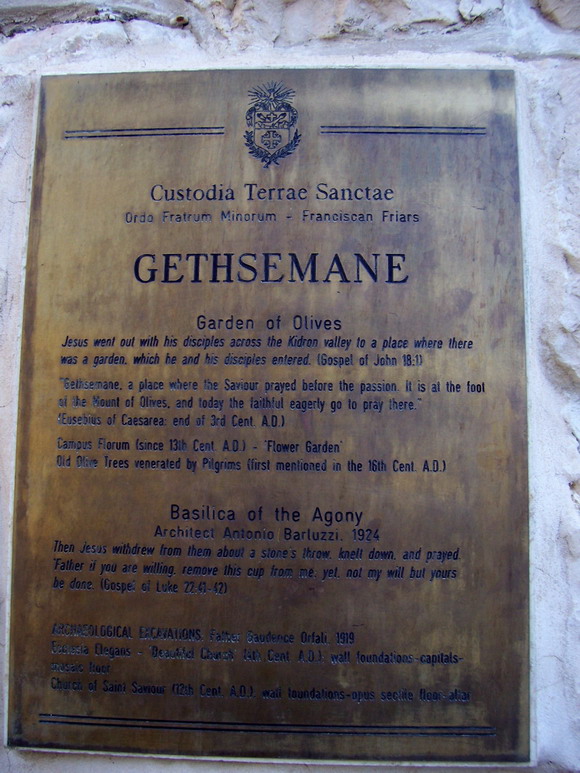 Custodia Terrae Sanctae
Ordo Fratrum Minorum - Franciscan Friars
GETHSEMANE
Garden of Olives
Jesus went out with his disciples across the Kidron valley to a place where there
was a garden, which he and his disciples entered. (Gospel of John 18:1)
"Gethsemane, a place where the Saviour prayed before the passion. It is at the foot
of the Mount of Olives, and today the faithful eagerly go to pray there."
(Eusebius of Caesarea: end of 3rd Cent. A.D.)
Campus Florum (since 13th Cent. A.D.) - "Flower Garden"
Old Olive Trees venerated by Pilgrims (first mentioned in the 16th Cent. A.D.)
Basilica of the Agony
Architect Antonio Barluzzi, 1924
Then Jesus withdrew from them about a stone's throw, knelt down, and prayed.
"Father if you are willing, remove this cup from me; yet, not my will but yours
be done. (Gospel of Luke 22:41-42)
ARCHAEOLOGICAL EXCAVATIONS, Father Gaudence Orfali, 1919
Ecclesia Elegans - "Beautiful Church" (4th Cent. A.D.), wall foundations-capitals-
mosaic floor
Church of Saint Saviour (12th Cent. A.D.), wall foundations-opus sectile floor-altar